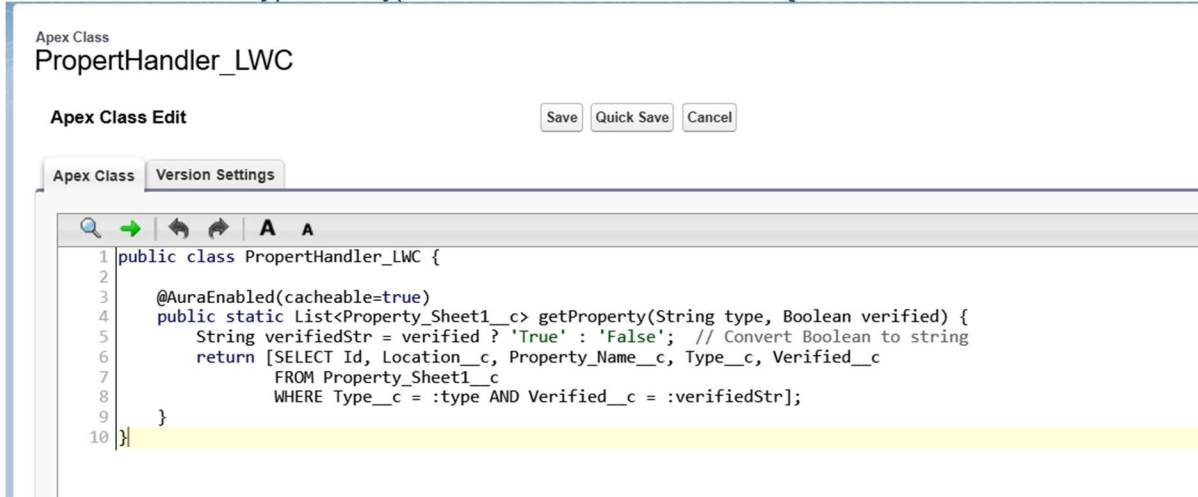 Apex Class
PropertHandler_LWC
Apex Class Edit
Save Quick Save Cancel
Apex Class Version Settings
A A
1 public class PropertHandler_LWC {
2
3     @AuraEnabled(cacheable=true)
4     public static List<Property_Sheet1__c> getProperty(String type, Boolean verified) {
5         String verifiedStr = verified ? 'True' : 'False';  // Convert Boolean to string
6         return [SELECT Id, Location__c, Property_Name__c, Type__c, Verified__c
7                 FROM Property_Sheet1__c
8                 WHERE Type__c = :type AND Verified__c = :verifiedStr];
9     }
10 }